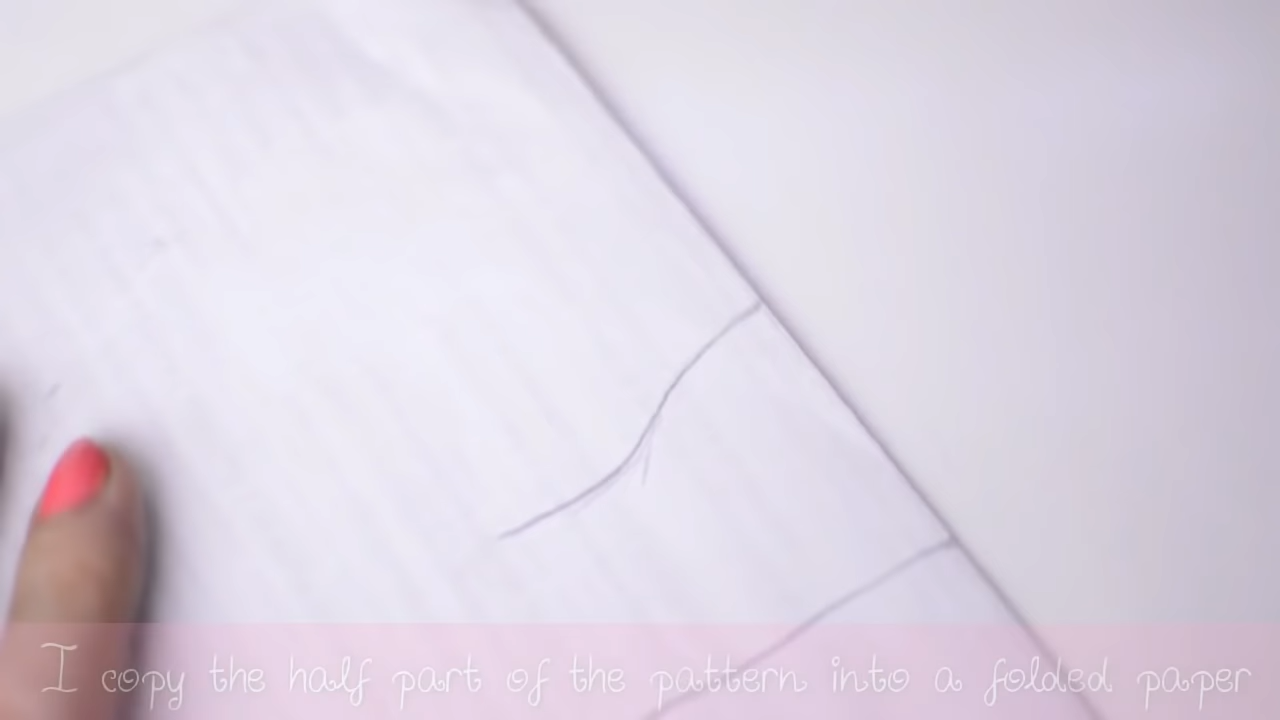 I copy the half part of the pattern into a folded paper